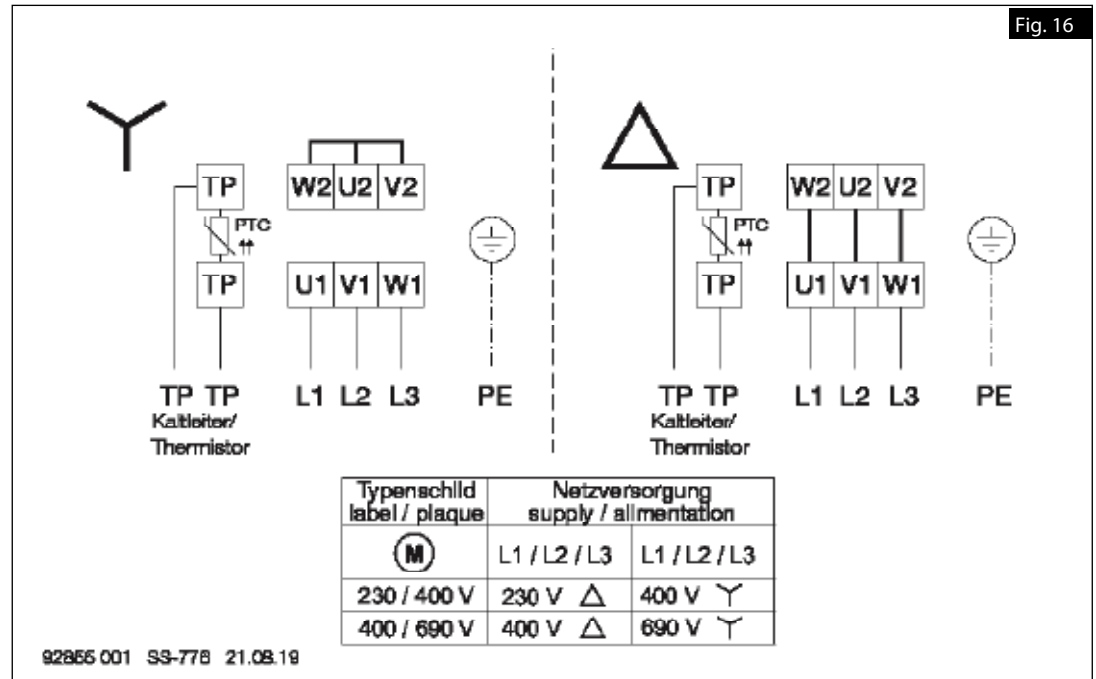 Fig. 16
TP
W2 U2 V2
PTC
TP
U1 V1 W1
TP TP
L1 L2 L3
PE
Kaltleiter/
Thermistor
TP
W2 U2 V2
PTC
TP
U1 V1 W1
TP TP
L1 L2 L3
PE
Kaltleiter/
Thermistor
Typenschild
label / plaque
Netzversorgung
supply / alimentation
M
L1 / L2 / L3
L1 / L2 / L3
230 / 400 V
230 V
400 V
400 / 690 V
400 V
690 V
SS-778 21.08.19